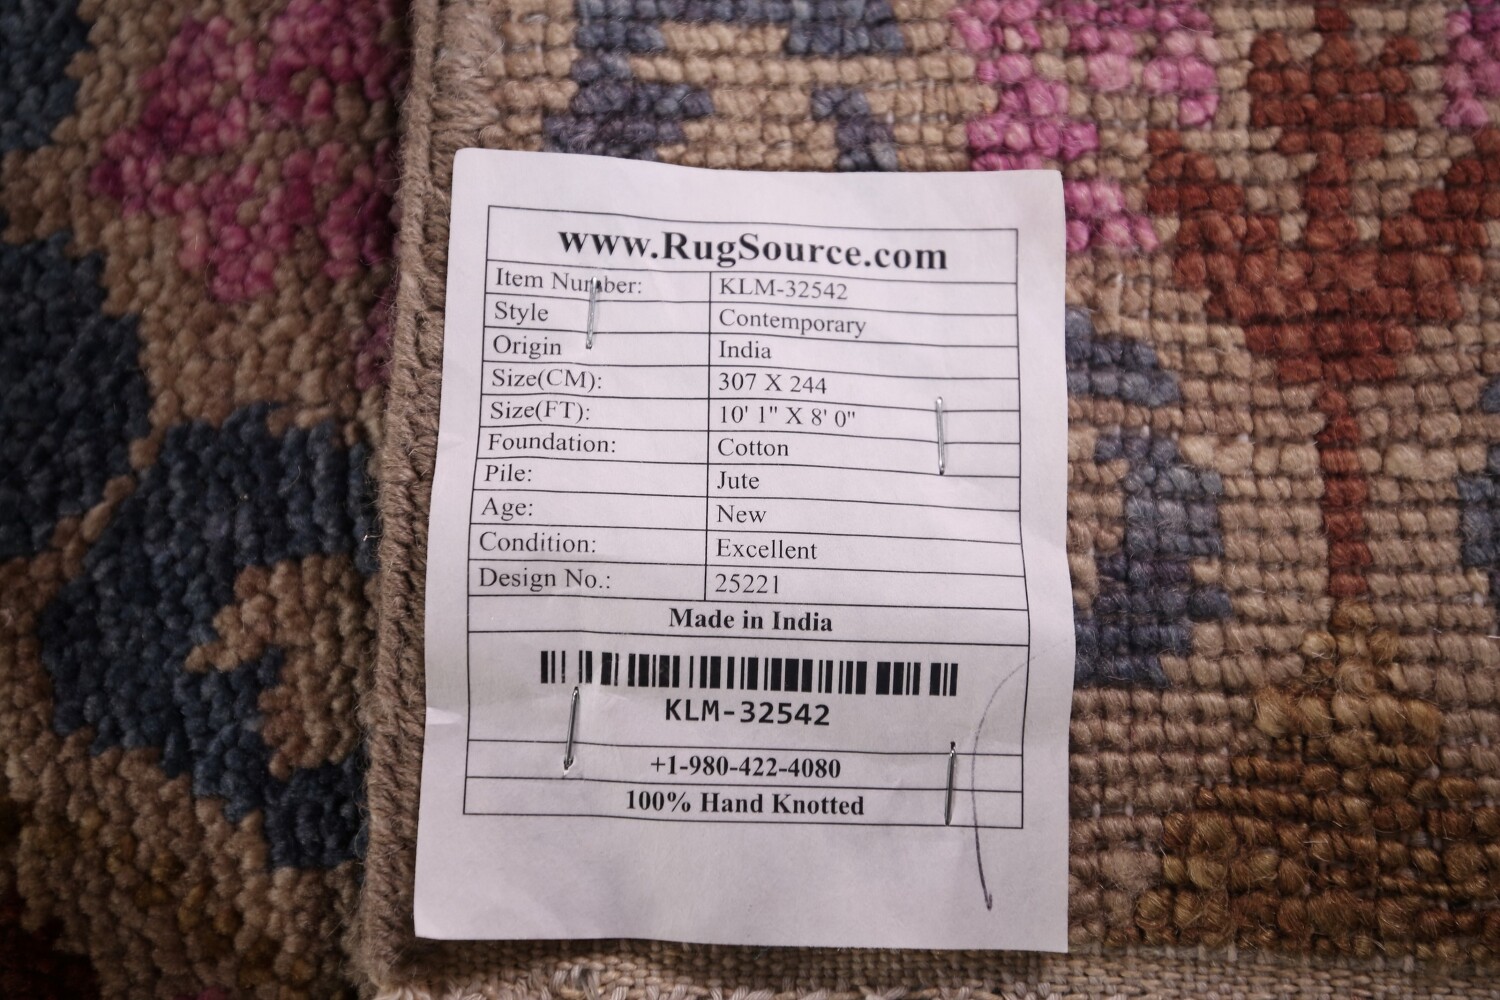 www.RugSource.com
Item Number: KLM-32542
Style Contemporary
Origin India
Size(CM): 307 X 244
Size(FT): 10' 1" X 8' 0"
Foundation: Cotton
Pile: Jute
Age: New
Condition: Excellent
Design No.: 25221
Made in India
KLM-32542
+1-980-422-4080
100% Hand Knotted